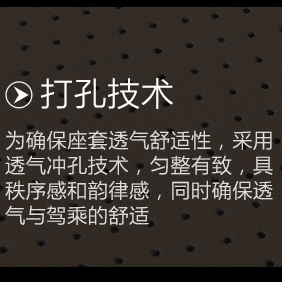 打孔技术
为确保座套透气舒适性，采用
透气冲孔技术，匀整有致，具
秩序感和韵律感，同时确保透
气与驾乘的舒适